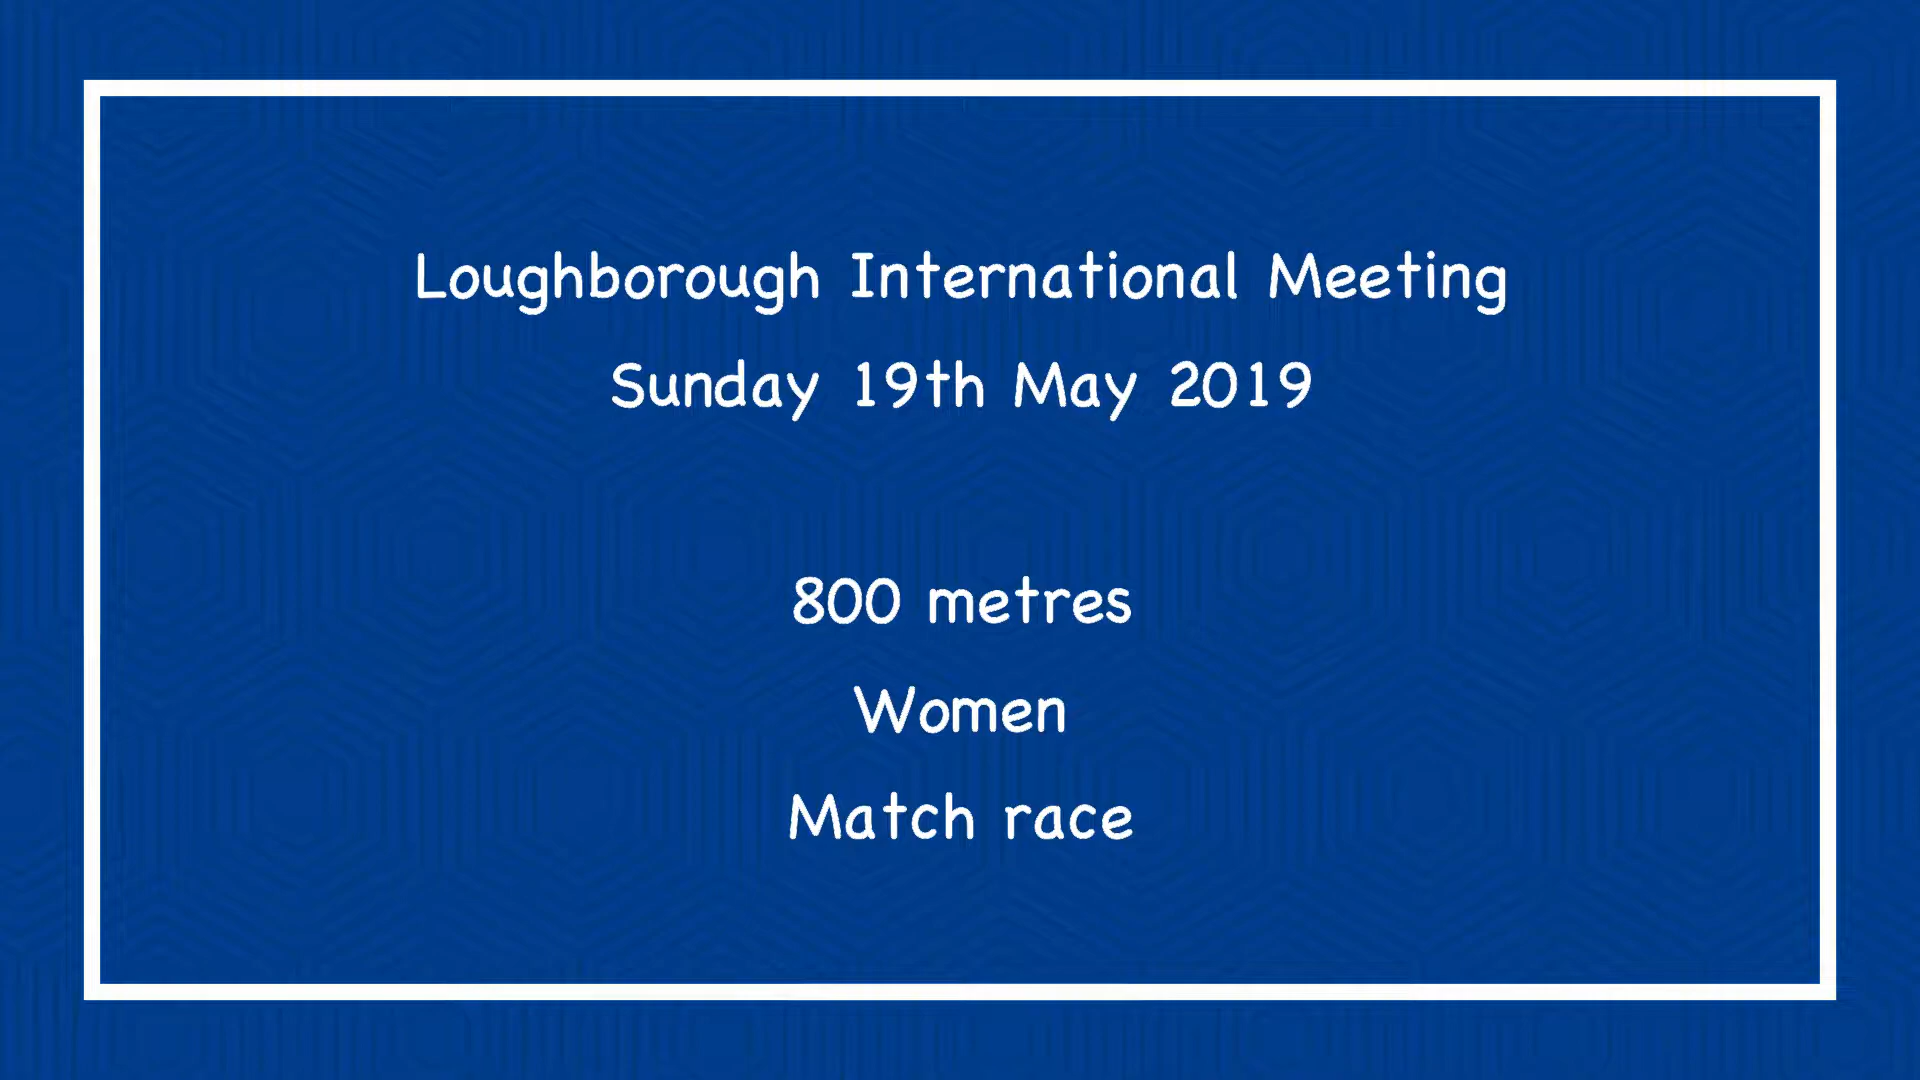 Loughborough International Meeting
Sunday 19th May 2019
800 metres
Women
Match race